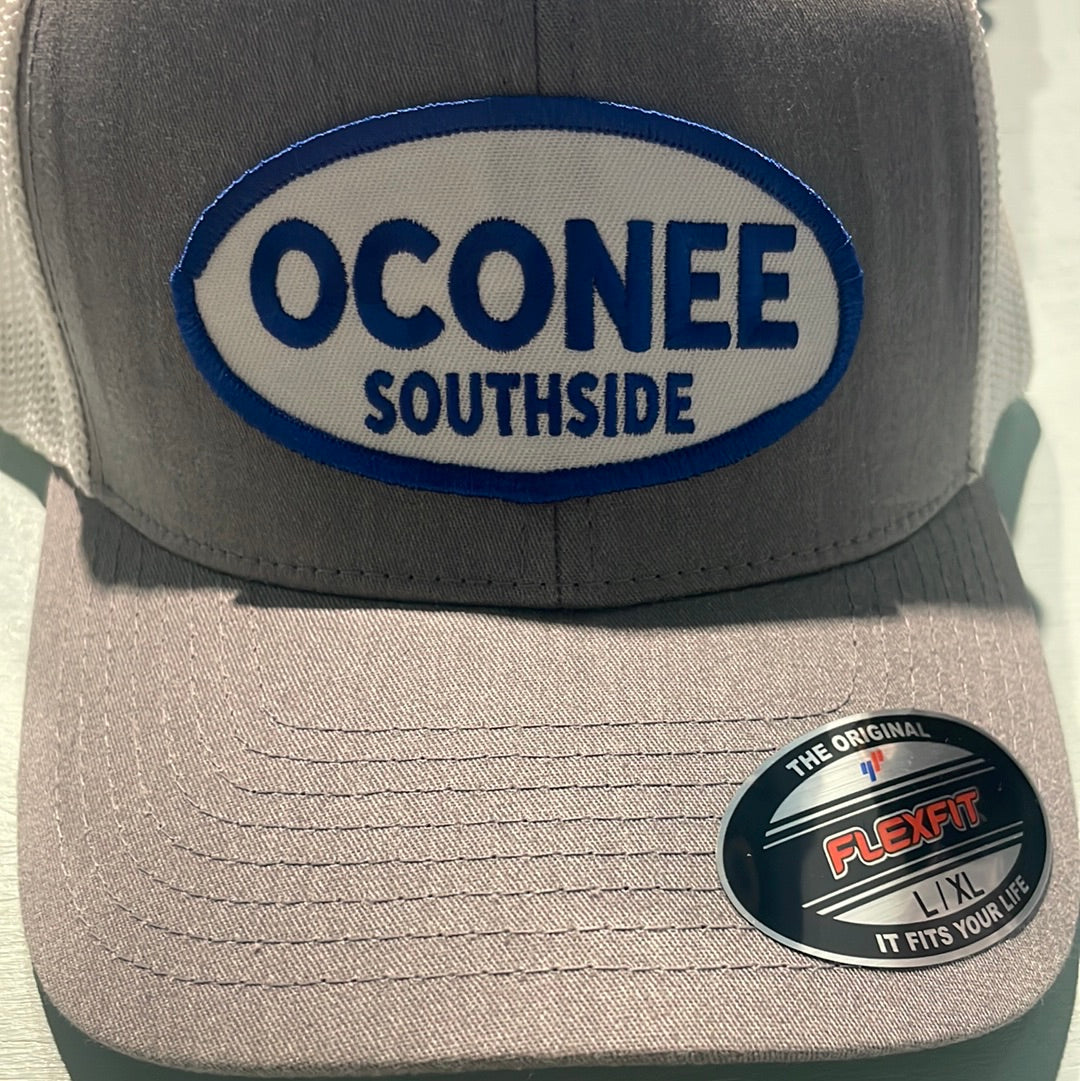 OCONEE
SOUTHSIDE
THE ORIGINAL
FLEXFIT
L/XL
IT FITS YOUR LIFE